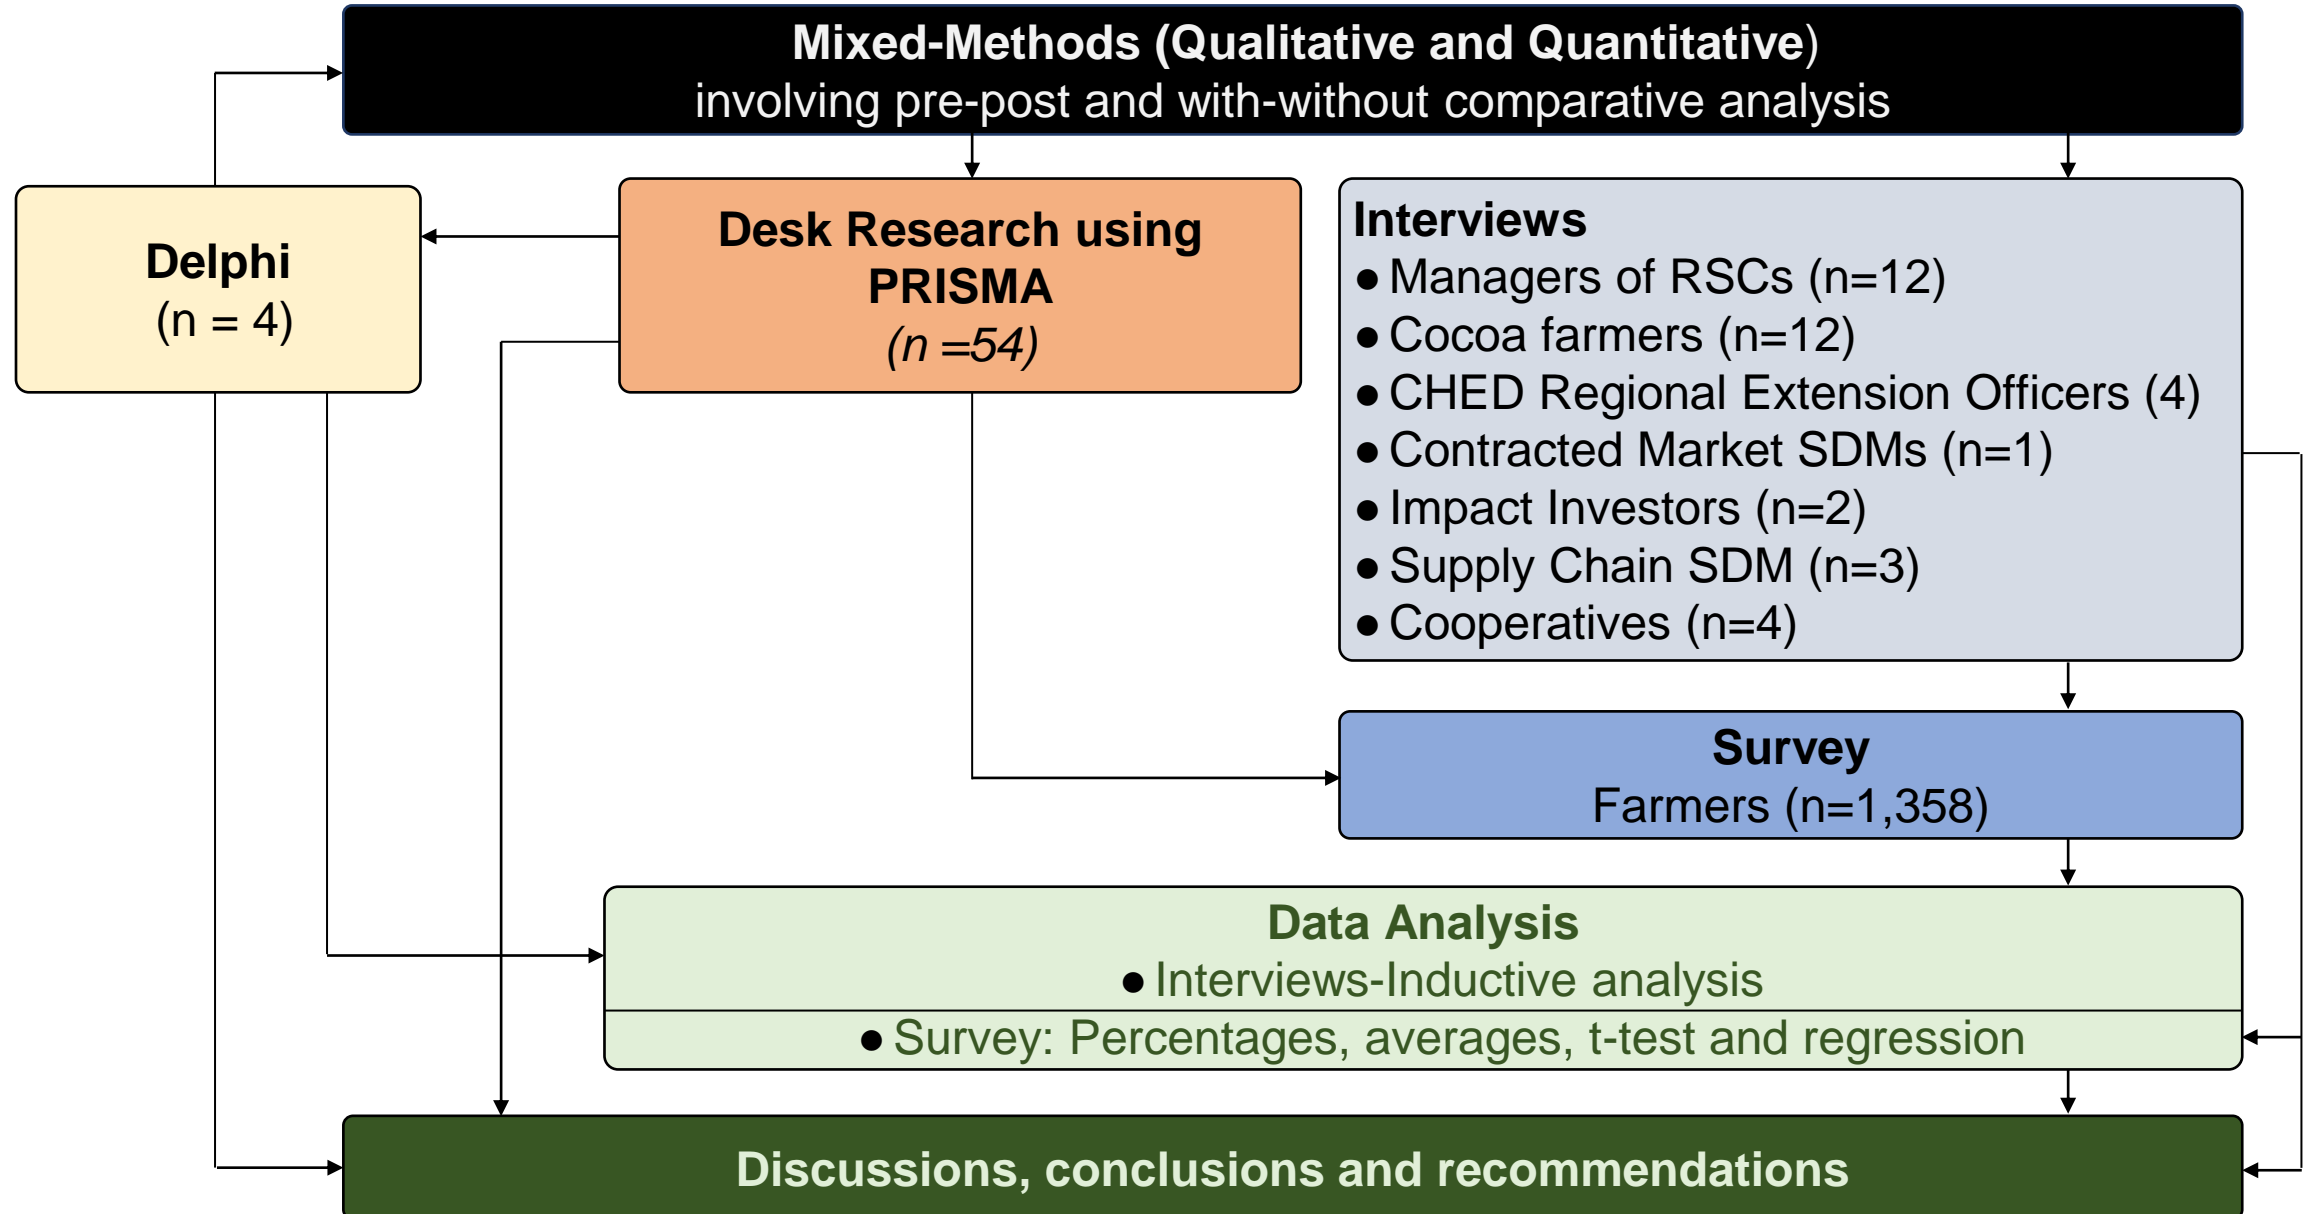 Mixed-Methods (Qualitative and Quantitative)
involving pre-post and with-without comparative analysis
Delphi
(n = 4)
Desk Research using
PRISMA
(n =54)
Interviews
● Managers of RSCs (n=12)
● Cocoa farmers (n=12)
● CHED Regional Extension Officers (4)
● Contracted Market SDMs (n=1)
● Impact Investors (n=2)
● Supply Chain SDM (n=3)
● Cooperatives (n=4)
Survey
Farmers (n=1,358)
Data Analysis
● Interviews-Inductive analysis
● Survey: Percentages, averages, t-test and regression
Discussions, conclusions and recommendations